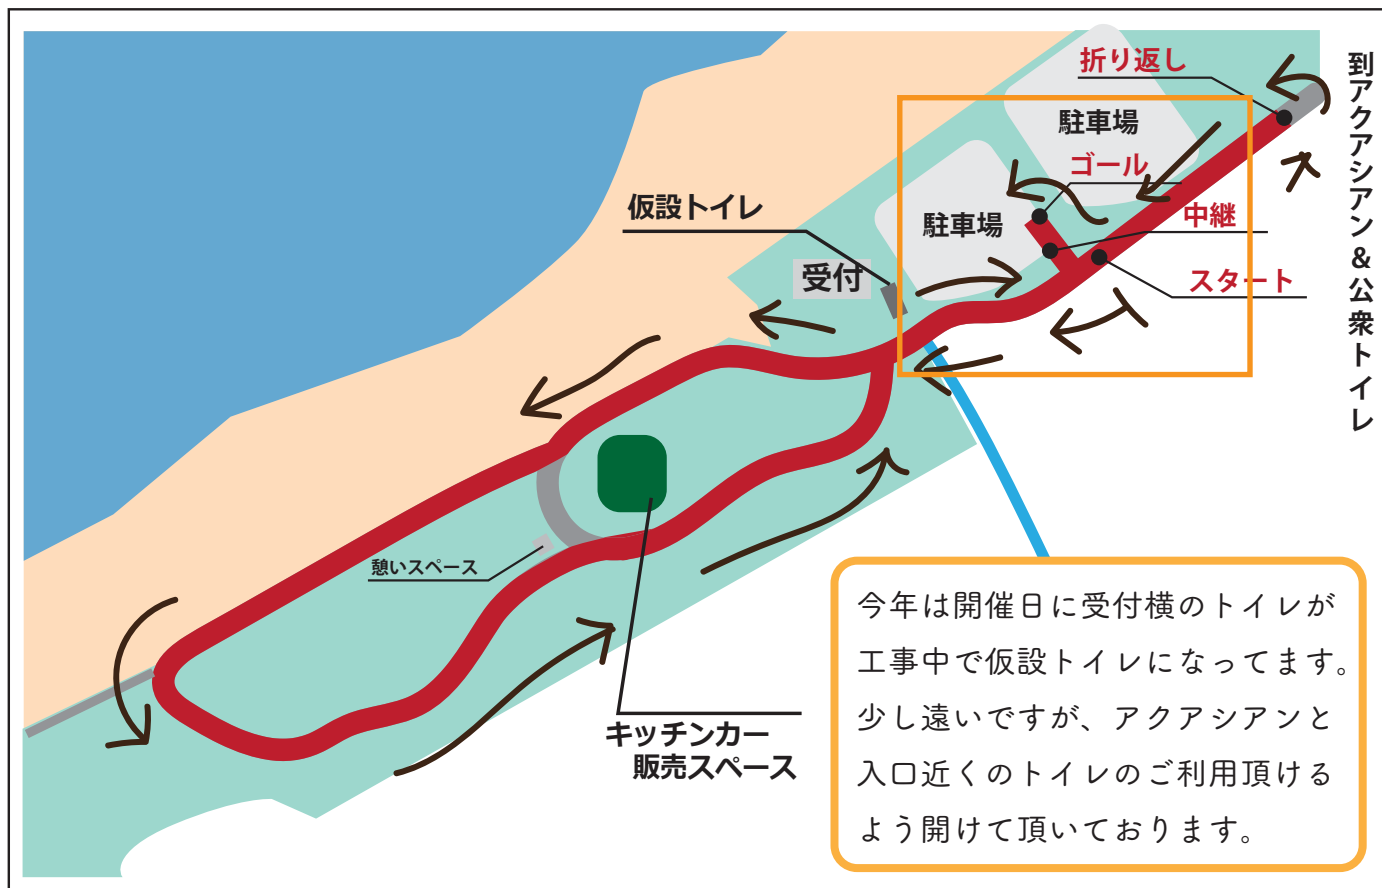 折り返し
駐車場
ゴール
仮設トイレ
中継
駐車場
受付
スタート
到アクアシアン&公衆トイレ
憩いスペース
キッチンカー
販売スペース
今年は開催日に受付横のトイレが
工事中で仮設トイレになってます。
少し遠いですが、アクアシアンと
入口近くのトイレのご利用頂ける
よう開けて頂いております。